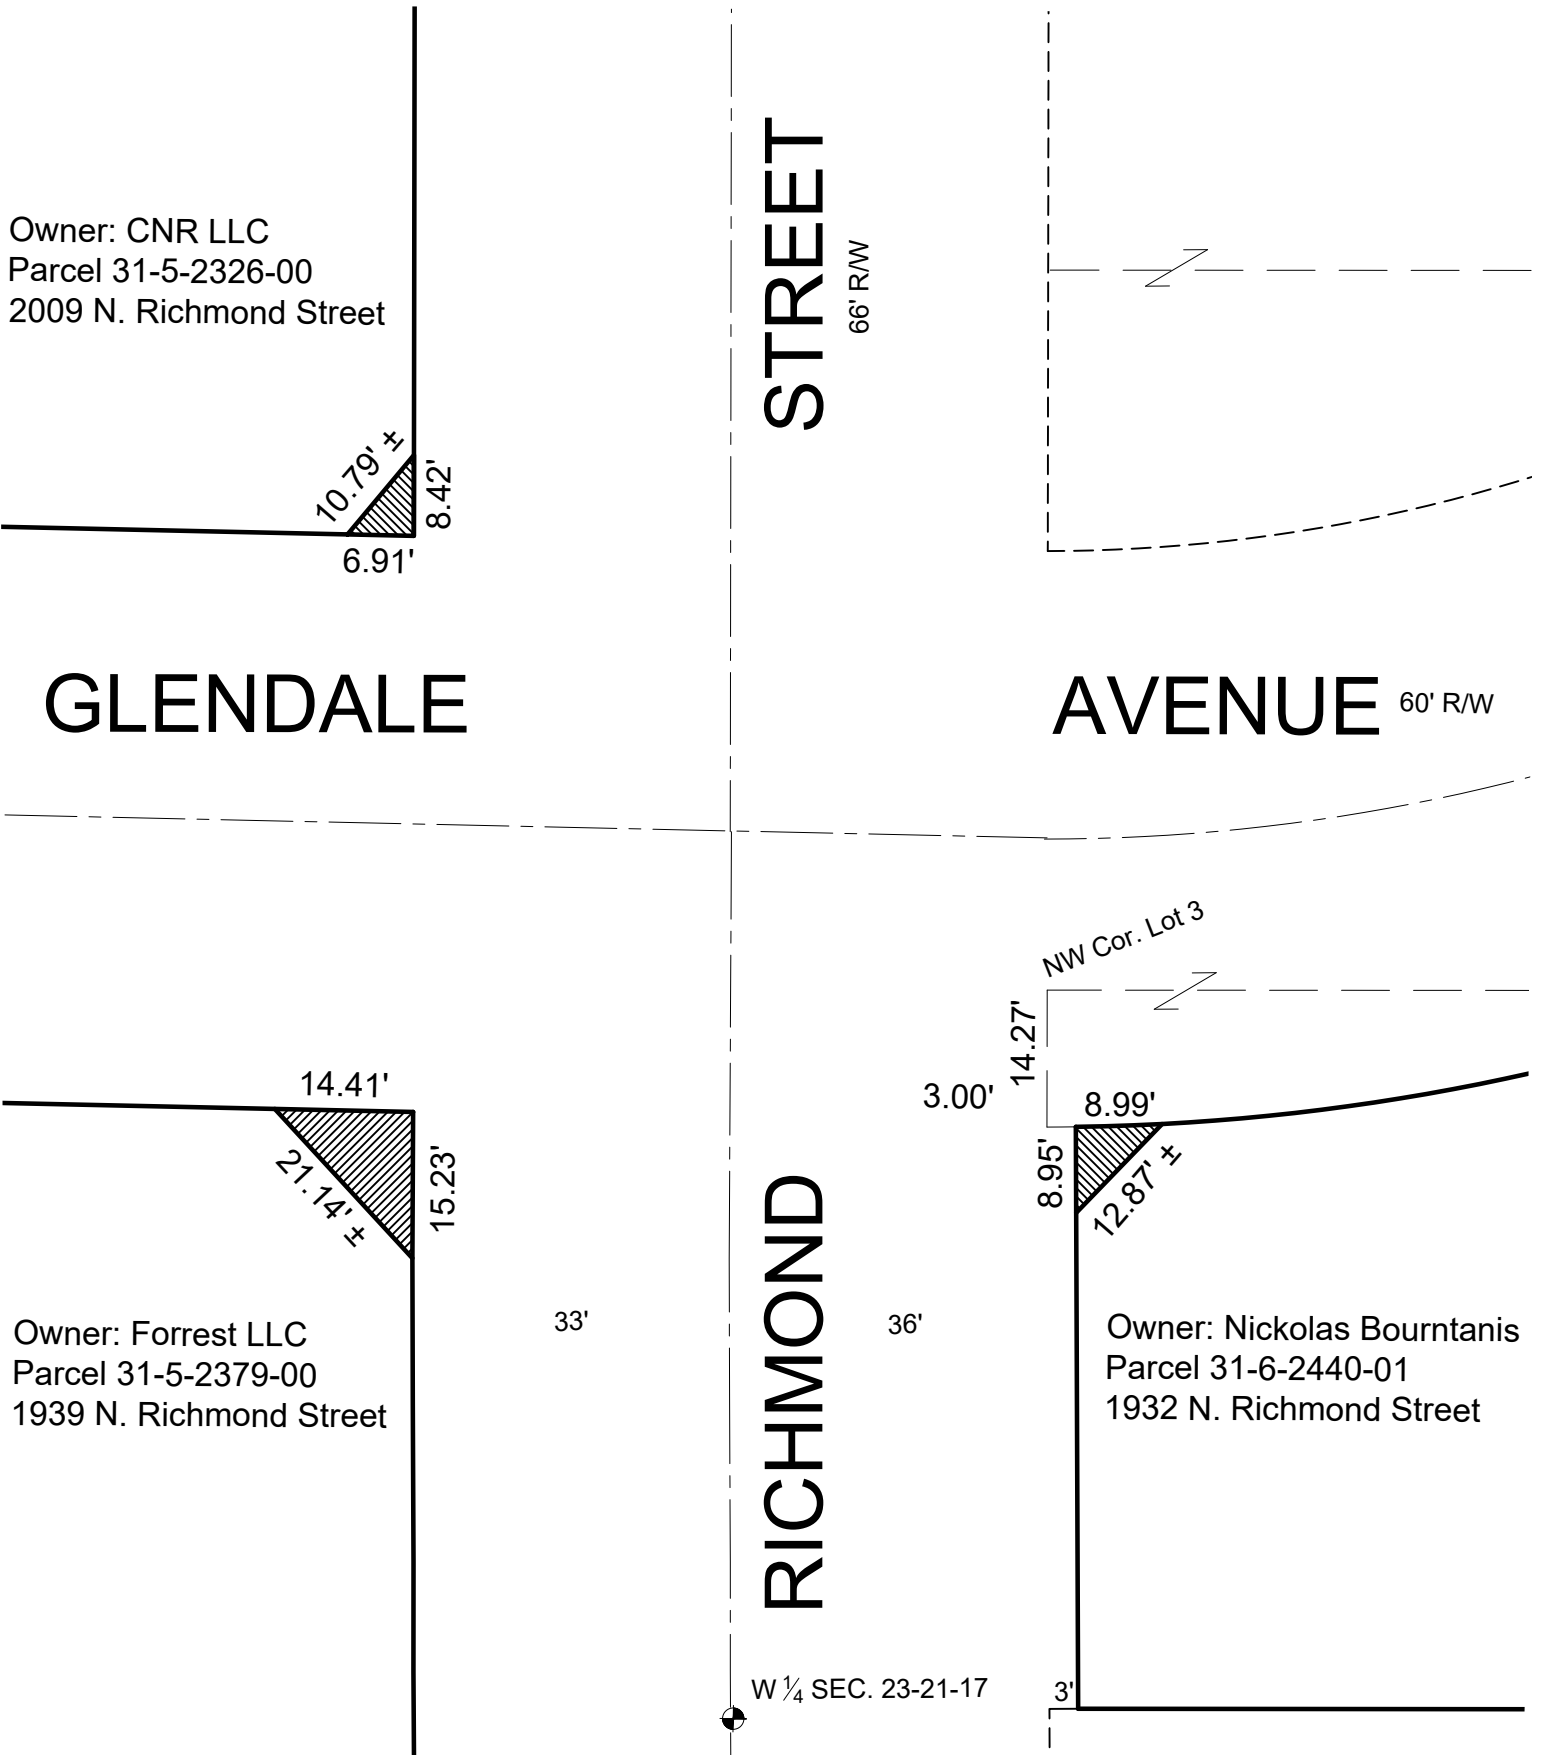 STREET
66' R/W
Owner: CNR LLC
Parcel 31-5-2326-00
2009 N. Richmond Street
10.79' ±
8.42'
6.91'
GLENDALE
AVENUE
60' R/W
NW Cor. Lot 3
14.27'
3.00'
14.41'
15.23'
21.14' ±
8.99'
8.95'
12.87' ±
RICHMOND
33'
36'
Owner: Forrest LLC
Parcel 31-5-2379-00
1939 N. Richmond Street
Owner: Nickolas Bourntanis
Parcel 31-6-2440-01
1932 N. Richmond Street
W ¼ SEC. 23-21-17
3'